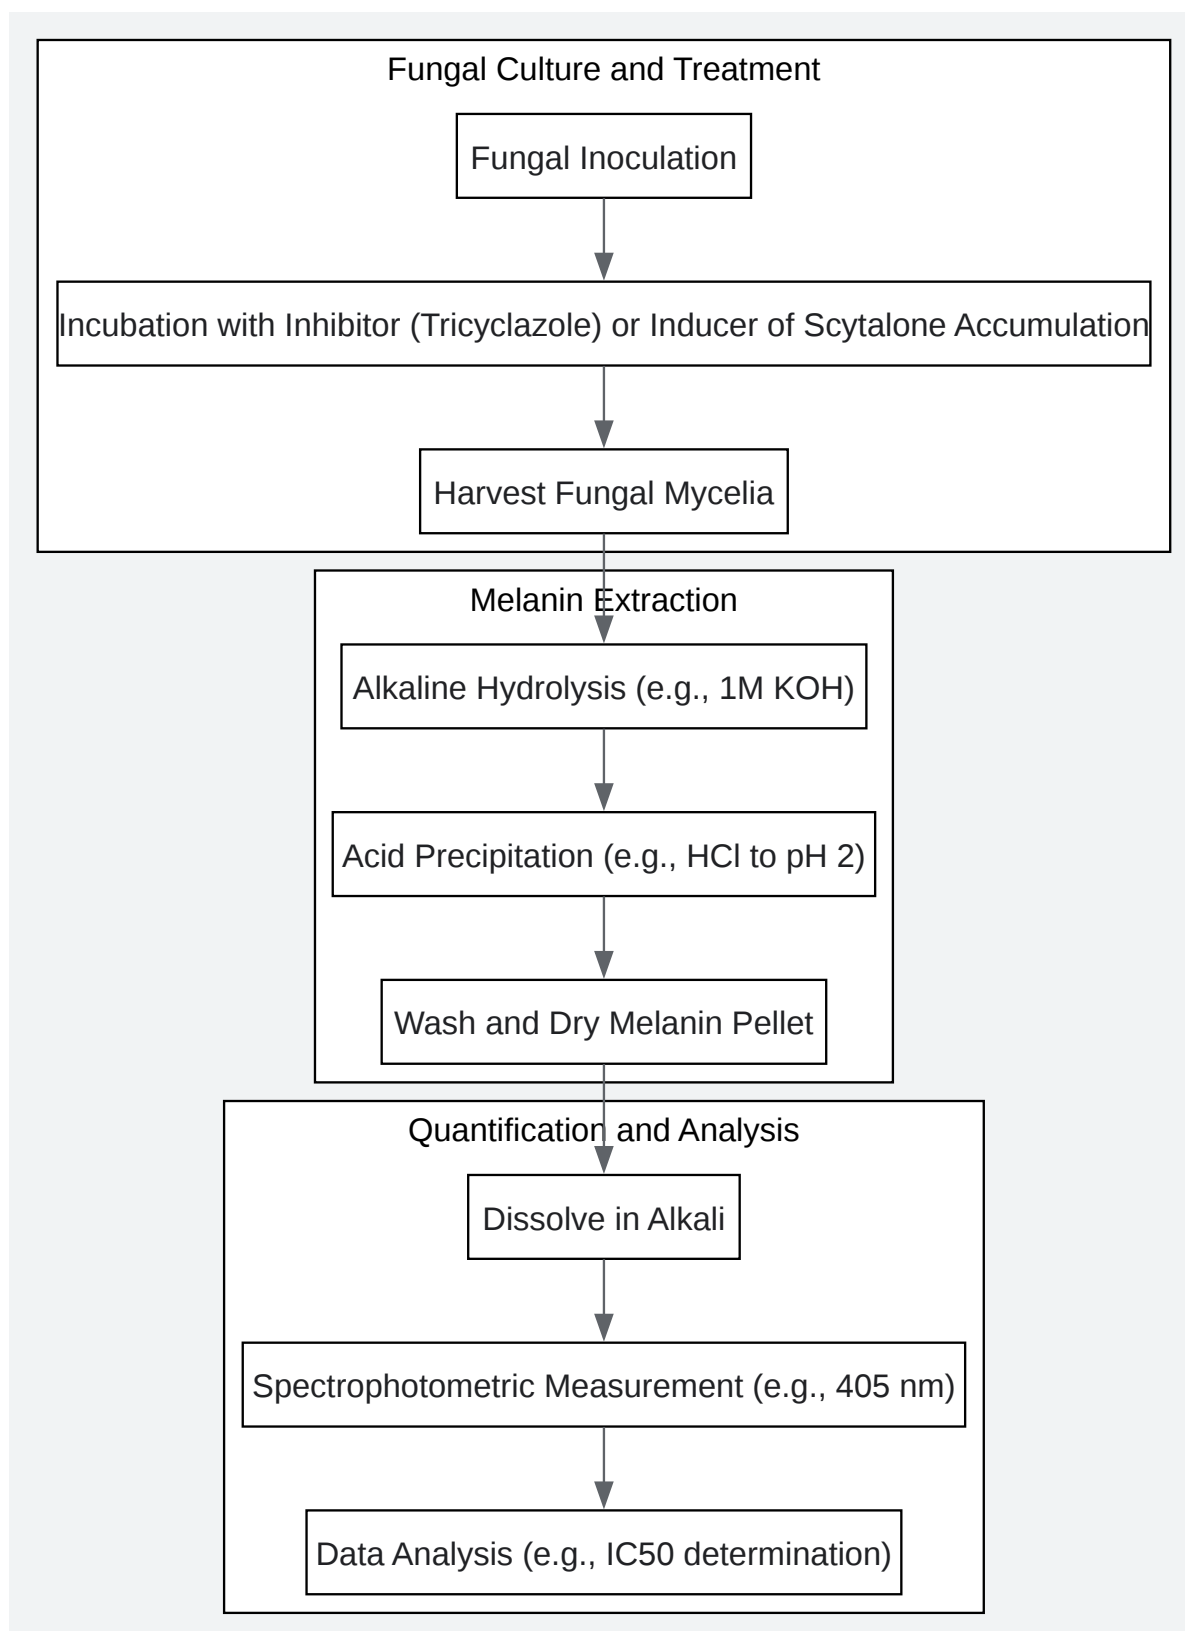 Fungal Culture and Treatment
Fungal Inoculation
Incubation with Inhibitor (Tricyclazole) or Inducer of Scytalone Accumulation
Harvest Fungal Mycelia
Melanin Extraction
Alkaline Hydrolysis (e.g., 1M KOH)
Acid Precipitation (e.g., HCl to pH 2)
Wash and Dry Melanin Pellet
Quantification and Analysis
Dissolve in Alkali
Spectrophotometric Measurement (e.g., 405 nm)
Data Analysis (e.g., IC50 determination)